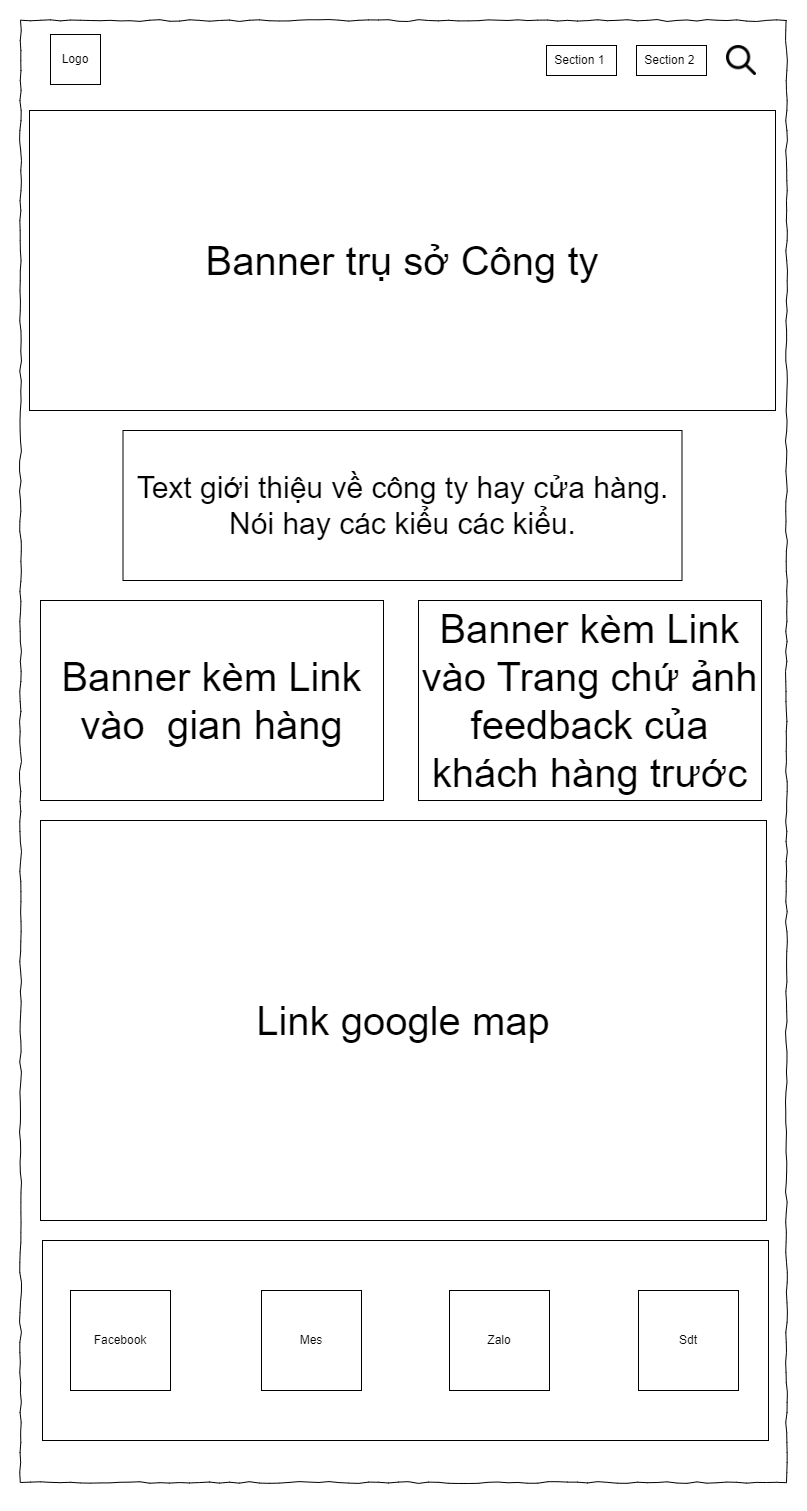 Logo
Section 1
Section 2
Banner trụ sở Công ty
Text giới thiệu về công ty hay cửa hàng.
Nói hay các kiểu các kiểu.
Banner kèm Link
vào  gian hàng
Banner kèm Link
vào Trang chứ ảnh
feedback của
khách hàng trước
Link google map
Facebook
Mes
Zalo
Sdt